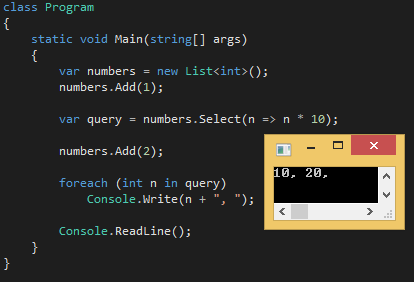 class Program
{
    static void Main(string[] args)
    {
        var numbers = new List<int>();
        numbers.Add(1);

        var query = numbers.Select(n => n * 10);

        numbers.Add(2);

        foreach (int n in query)
            Console.Write(n + ", ");

        Console.ReadLine();
    }
}
10, 20,